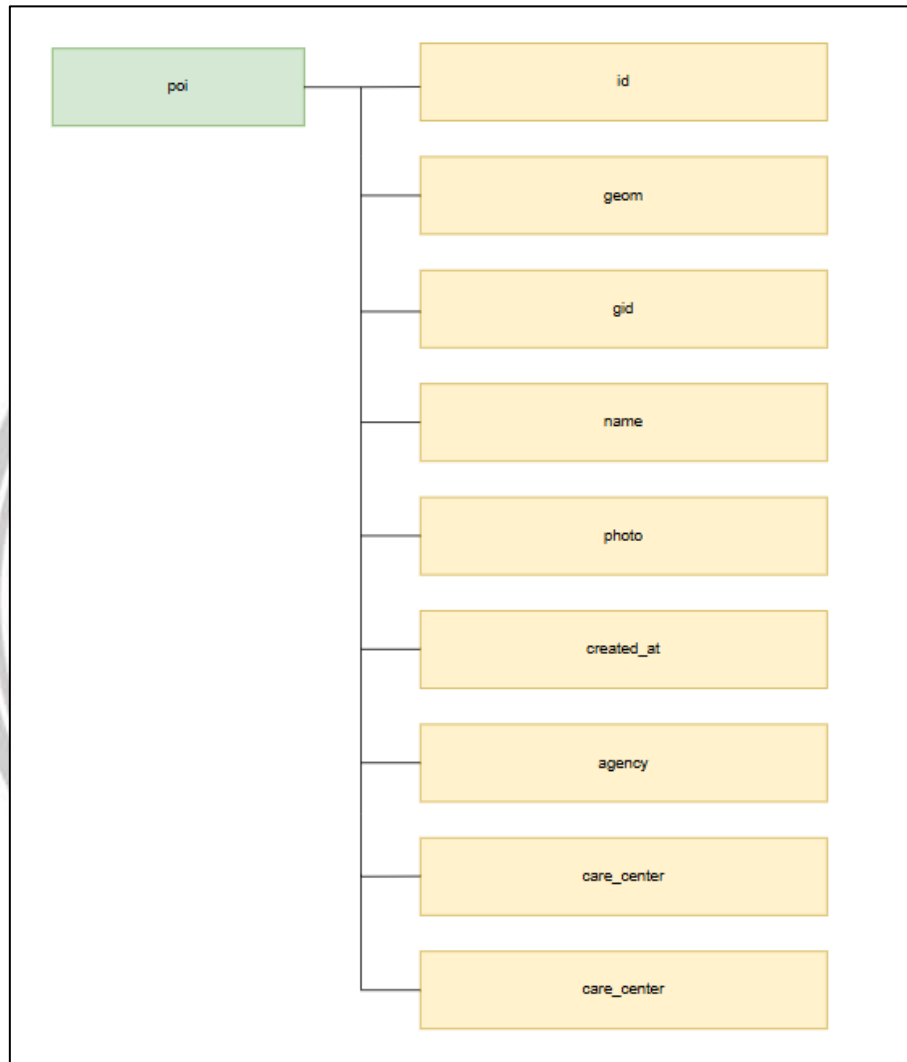 poi
id
geom
gid
name
photo
created_at
agency
care_center
care_center